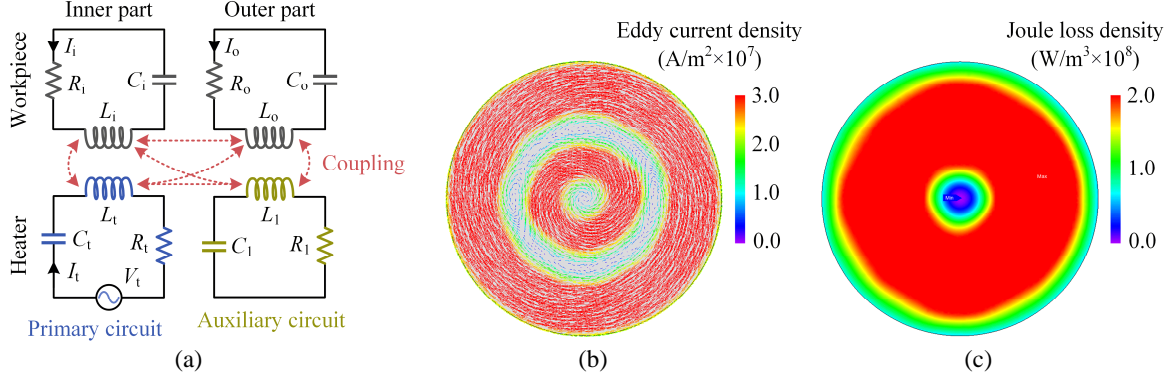 Inner part
Outer part
Workpiece
Heater
I_i
R_i
C_i
L_i
I_o
R_o
C_o
L_o
Coupling
L_t
C_t
R_t
I_t
V_t
L_1
C_1
R_1
Primary circuit
Auxiliary circuit
(a)
Eddy current density
(A/m²×10⁷)
3.0
2.0
1.0
0.0
(b)
Joule loss density
(W/m³×10⁸)
2.0
1.0
0.0
Max
Min
(c)